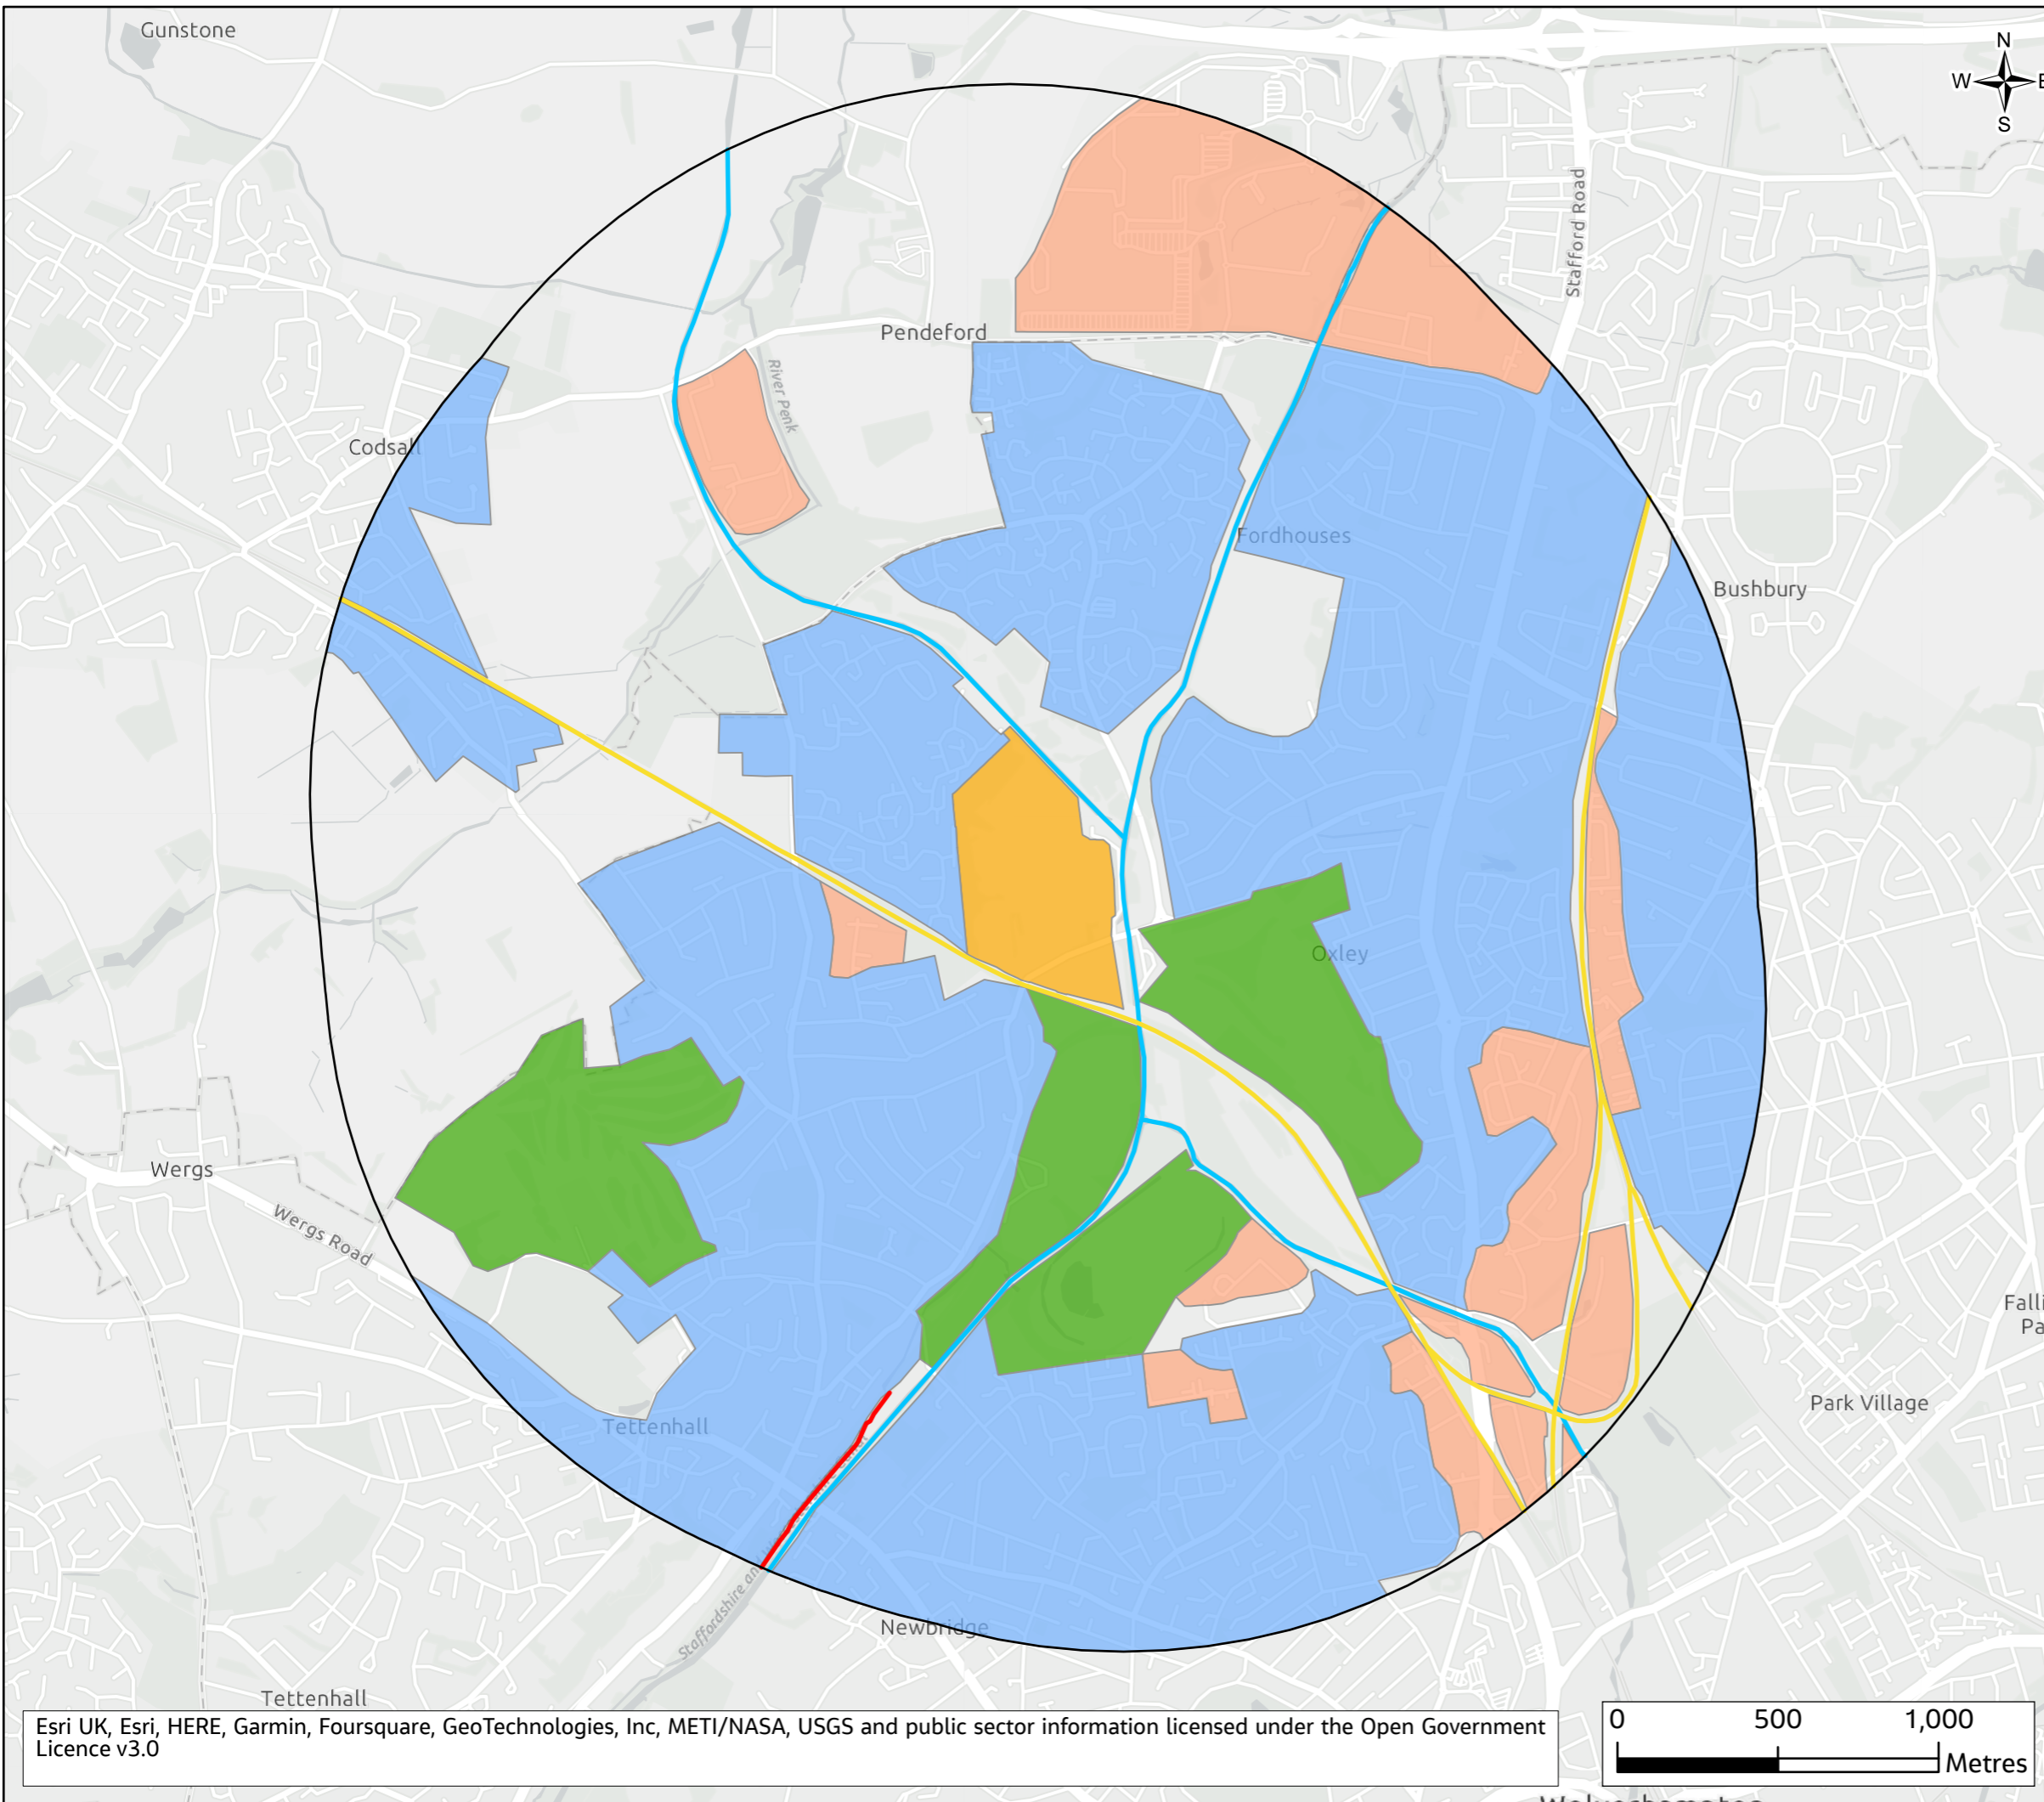 Gunstone
N
W
E
S
Stafford Road
Pendeford
River Penk
Codsall
Fordhouses
Bushbury
Oxley
Wergs
Wergs Road
Falli
Pa
Park Village
Tettenhall
Staffordshire an
Newbridge
Tettenhall
Esri UK, Esri, HERE, Garmin, Foursquare, GeoTechnologies, Inc, METI/NASA, USGS and public sector information licensed under the Open Government
Licence v3.0
0 500 1,000
Metres